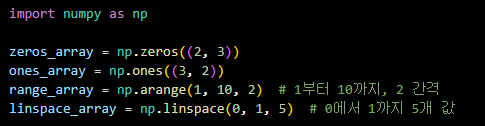 import numpy as np
zeros_array = np.zeros((2, 3))
ones_array = np.ones((3, 2))
range_array = np.arange(1, 10, 2)  # 1부터 10까지, 2 간격
linspace_array = np.linspace(0, 1, 5)  # 0에서 1까지 5개 값